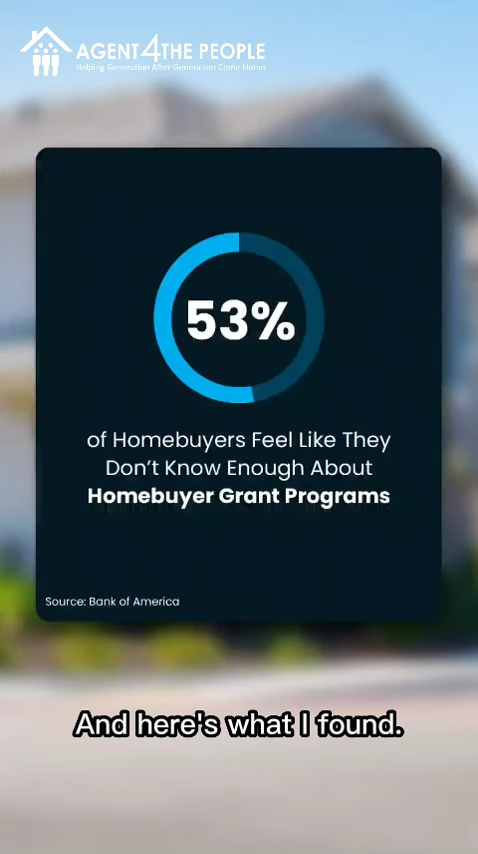 AGENT4THE PEOPLE
Helping Generation After Generation Come Home
53%
of Homebuyers Feel Like They
Don't Know Enough About
Homebuyer Grant Programs
Source: Bank of America
And here's what I found.